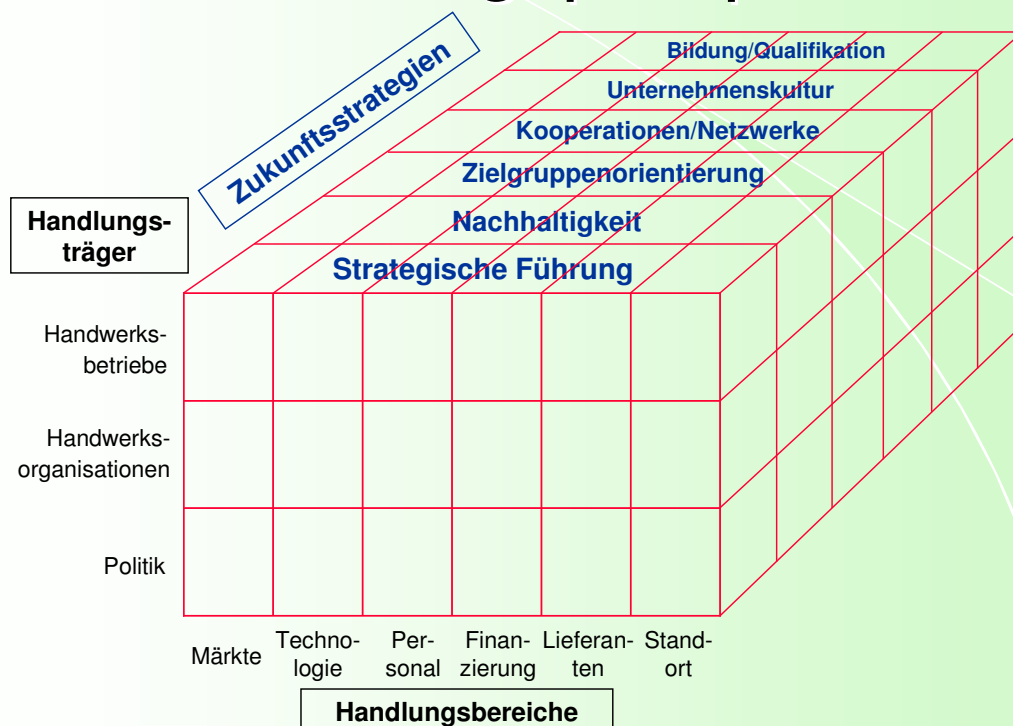 Zukunftsstrategien
Bildung/Qualifikation
Unternehmenskultur
Kooperationen/Netzwerke
Zielgruppenorientierung
Nachhaltigkeit
Strategische Führung
Handlungs-
träger
Handwerks-
betriebe
Handwerks-
organisationen
Politik
Märkte
Techno-
logie
Per-
sonal
Finan-
zierung
Lieferan-
ten
Stand-
ort
Handlungsbereiche